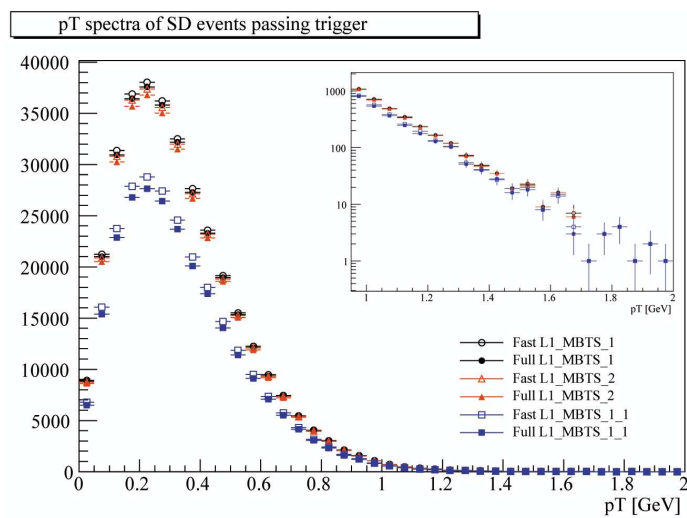 pT spectra of SD events passing trigger
40000
35000
30000
25000
20000
15000
10000
5000
0
0 0.2 0.4 0.6 0.8 1 1.2 1.4 1.6 1.8 2
pT [GeV]
1000
100
10
1
1 1.2 1.4 1.6 1.8 2
pT [GeV]
Fast L1_MBTS_1
Full L1_MBTS_1
Fast L1_MBTS_2
Full L1_MBTS_2
Fast L1_MBTS_1_1
Full L1_MBTS_1_1